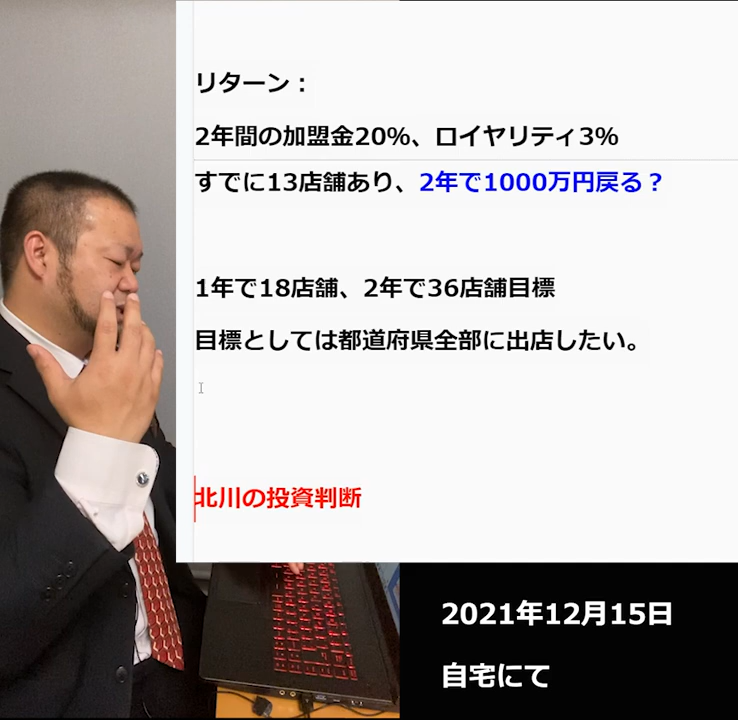 リターン：
2年間の加盟金20%、ロイヤリティ3%
すでに13店舗あり、2年で1000万円戻る？
1年で18店舗、2年で36店舗目標
目標としては都道府県全部に出店したい。
北川の投資判断
2021年12月15日
自宅にて